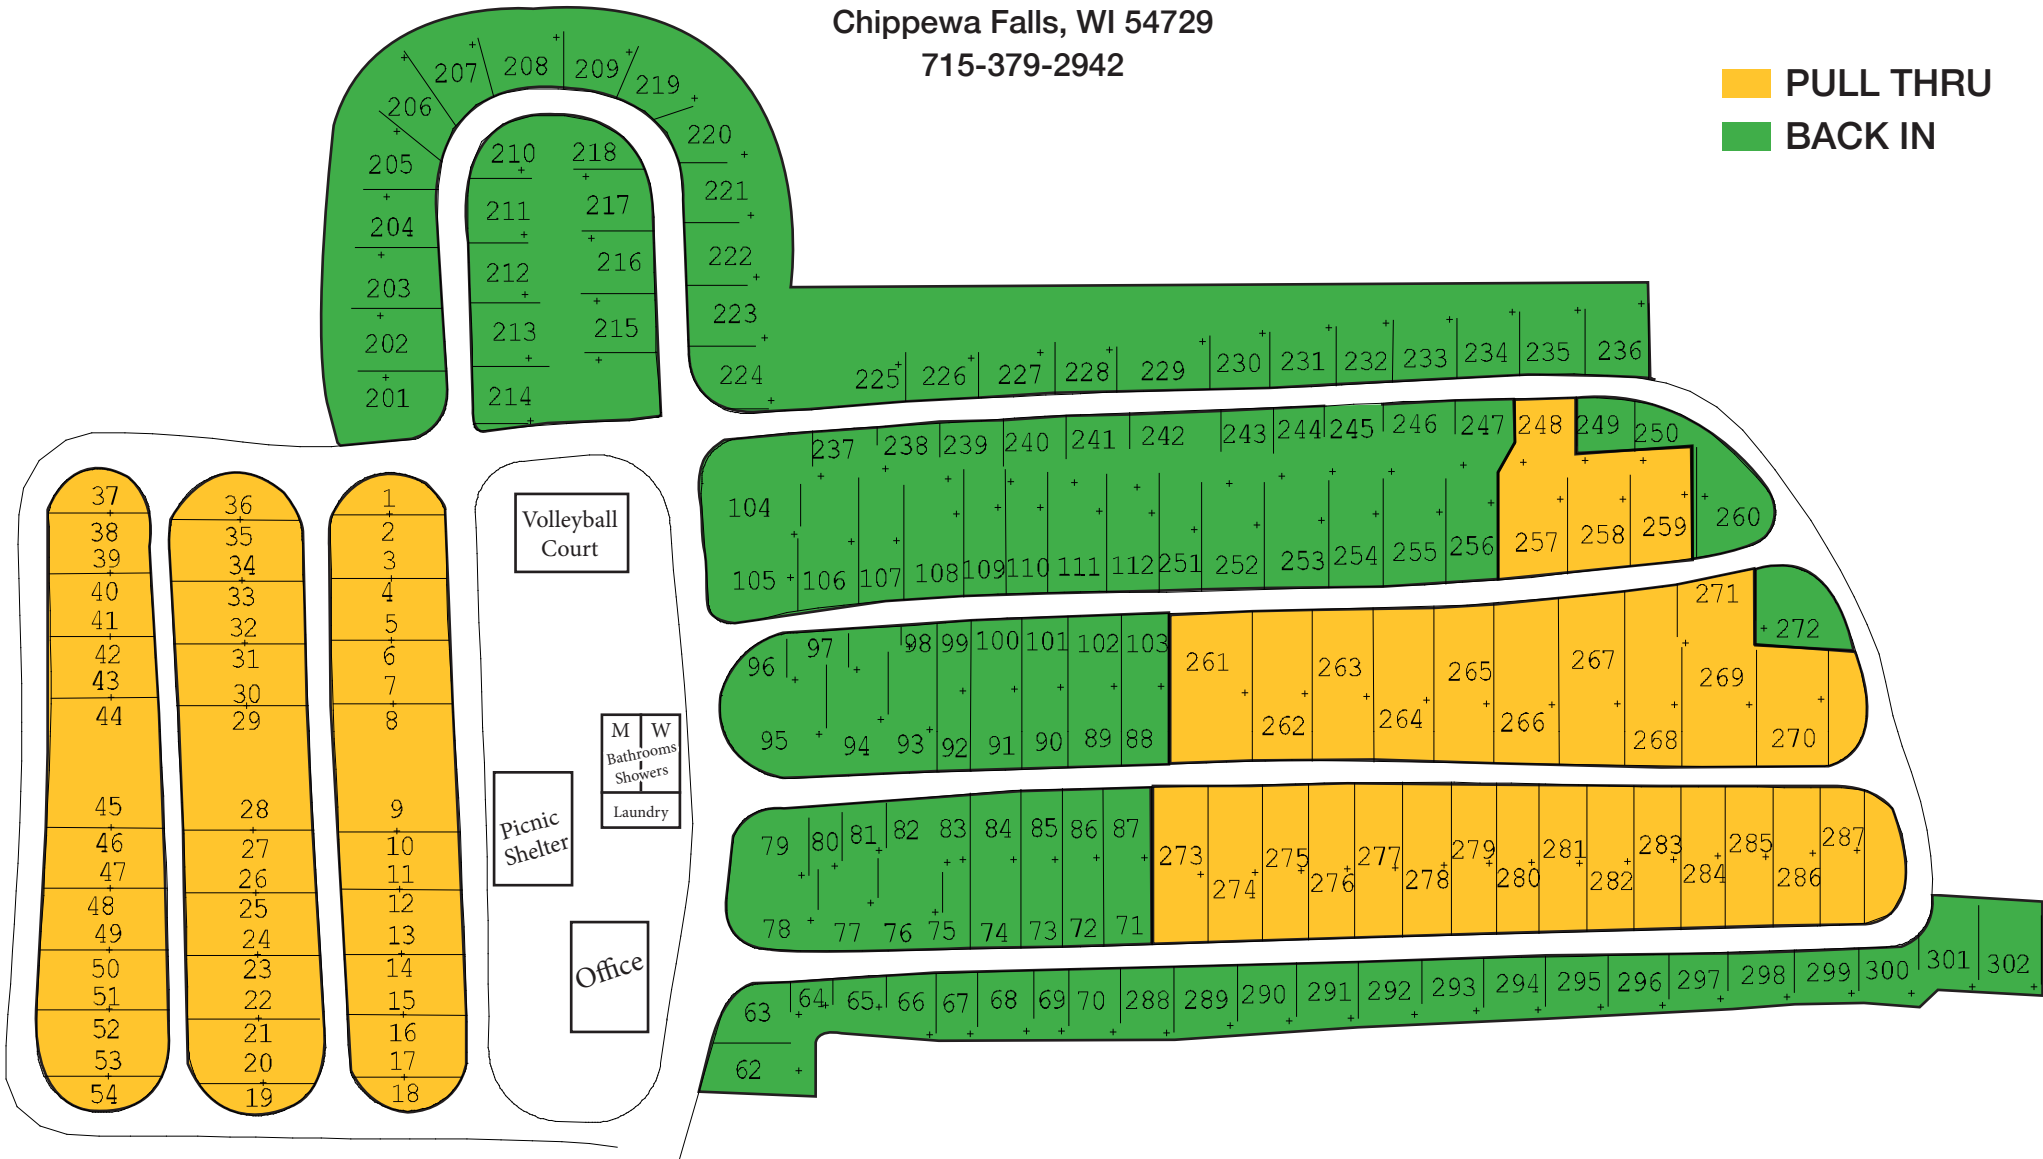 Chippewa Falls, WI 54729
715-379-2942
PULL THRU
BACK IN
207 208 209 219
206 220
205 210 218 221
204 211 217
203 212 216 222
202 213 215 223
201 214 224
225 226 227 228 229 230 231 232 233 234 235 236
237 238 239 240 241 242 243 244 245 246 247 248 249 250
104
105 106 107 108 109 110 111 112 251 252 253 254 255 256 257 258 259 260
96 97 98 99 100 101 102 103 261 263 265 267 269 271 272
95 94 93 92 91 90 89 88 262 264 266 268 270
79 80 81 82 83 84 85 86 87 273 275 277 279 281 283 285 287
274 276 278 280 282 284 286
78 77 76 75 74 73 72 71
63 64 65 66 67 68 69 70 288 289 290 291 292 293 294 295 296 297 298 299 300 301 302
62
37 36 1
38 35 2
39 34 3
40 33 4
41 32 5
42 31 6
43 30 7
44 29 8
45 28 9
46 27 10
47 26 11
48 25 12
49 24 13
50 23 14
51 22 15
52 21 16
53 20 17
54 19 18
Volleyball
Court
M W
Bathrooms
Showers
Laundry
Picnic
Shelter
Office